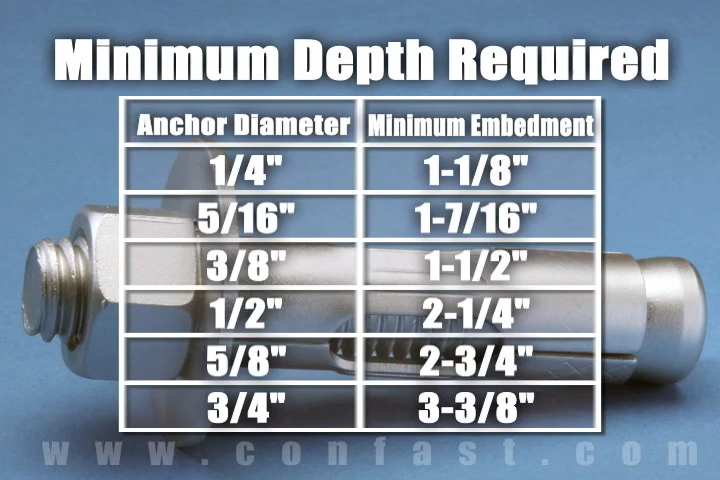 Minimum Depth Required
Anchor Diameter Minimum Embedment
1/4" 1-1/8"
5/16" 1-7/16"
3/8" 1-1/2"
1/2" 2-1/4"
5/8" 2-3/4"
3/4" 3-3/8"
www.confast.com